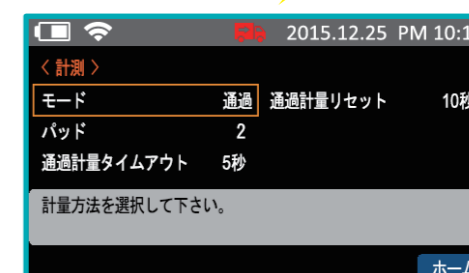 2015.12.25 PM 10:1
〈 計測 〉
モード 通過 通過計量リセット 10秒
パッド 2
通過計量タイムアウト 5秒
計量方法を選択して下さい。
ホーム